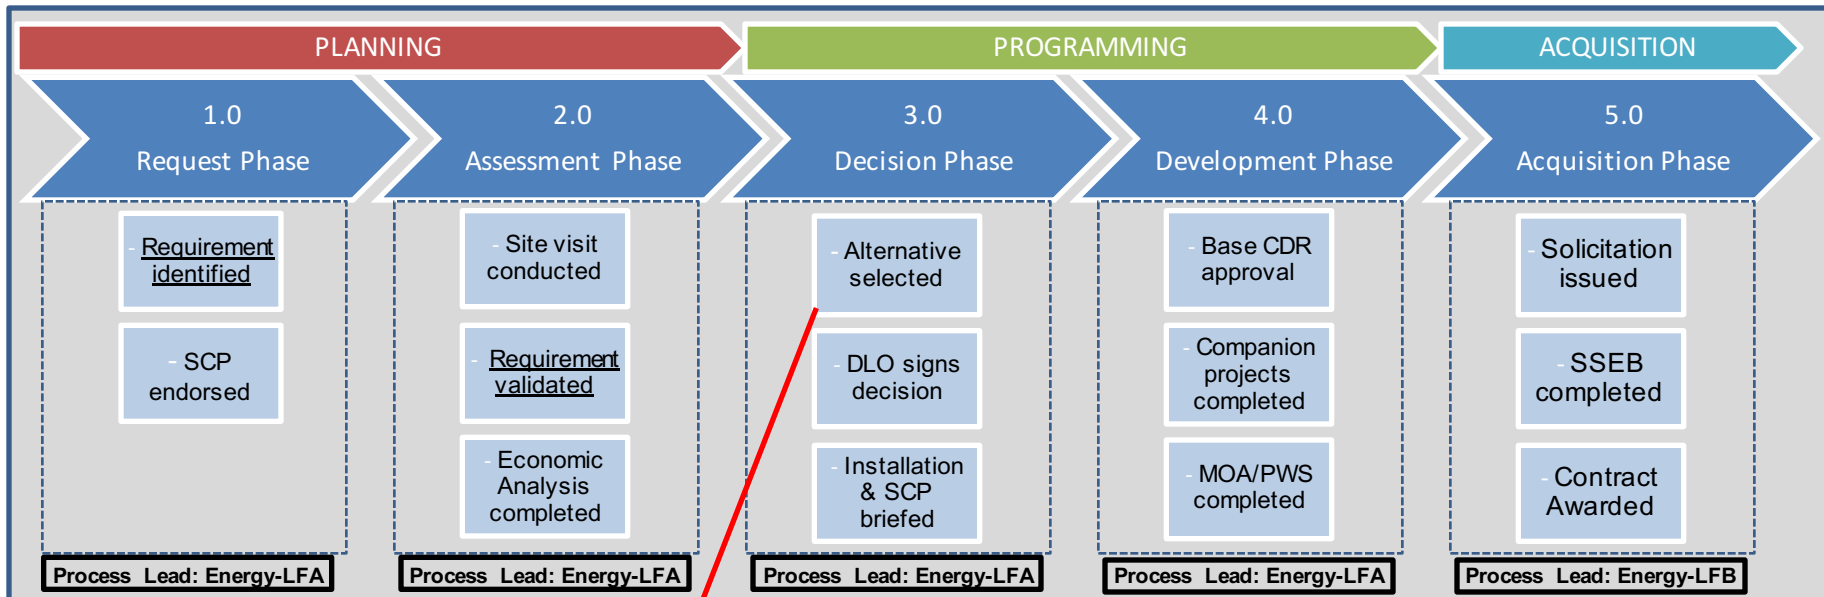 PLANNING
PROGRAMMING
ACQUISITION
1.0
Request Phase
2.0
Assessment Phase
3.0
Decision Phase
4.0
Development Phase
5.0
Acquisition Phase
- Requirement
identified
- SCP
endorsed
Process Lead: Energy-LFA
- Site visit
conducted
- Requirement
validated
- Economic
Analysis
completed
Process Lead: Energy-LFA
- Alternative
selected
- DLO signs
decision
- Installation
& SCP
briefed
Process Lead: Energy-LFA
- Base CDR
approval
- Companion
projects
completed
- MOA/PWS
completed
Process Lead: Energy-LFA
- Solicitation
issued
- SSEB
completed
- Contract
Awarded
Process Lead: Energy-LFB